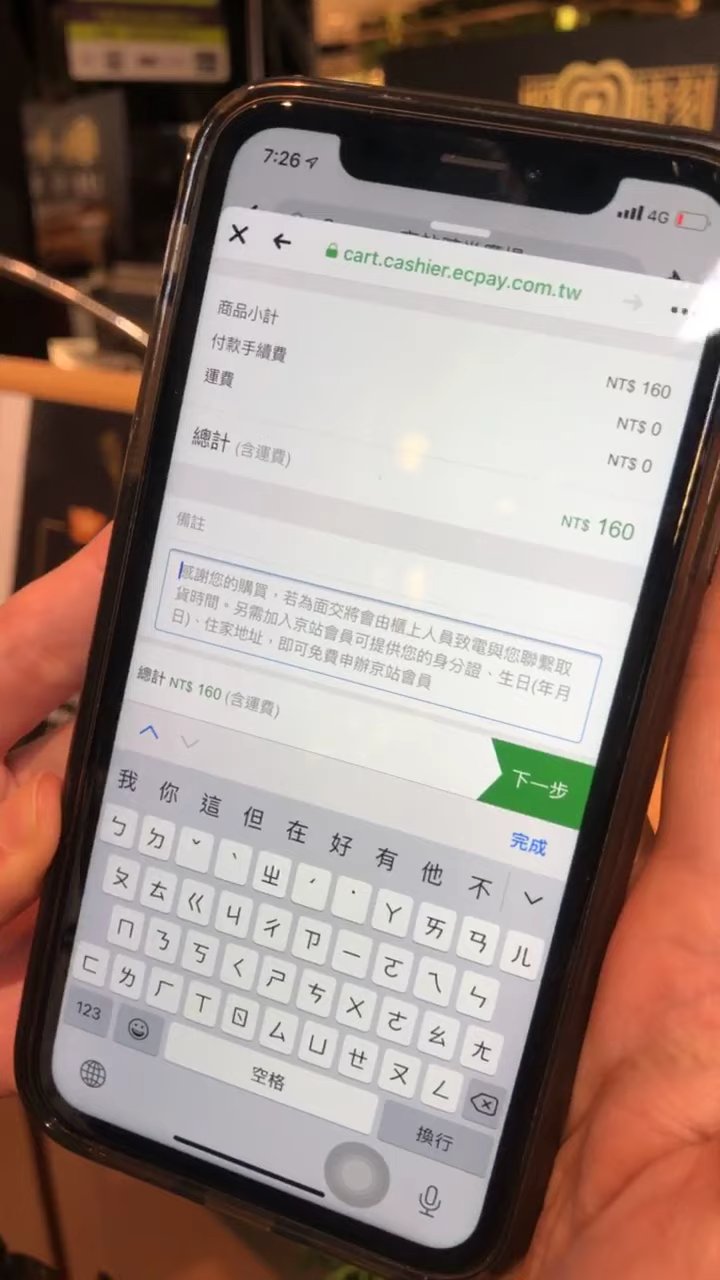 7:26
4G
cart.cashier.ecpay.com.tw
商品小計
NT$ 160
付款手續費
NT$ 0
運費
NT$ 0
總計 (含運費)
NT$ 160
備註
感謝您的購買，若為面交將會由櫃上人員致電與您聯繫取
貨時間。另需加入京站會員可提供您的身分證、生日(年月
日)、住家地址，即可免費申辦京站會員
總計 NT$ 160 (含運費)
下一步
完成
我 你 這 但 在 好 有 他 不
ㄅ ㄉ ˇ ˋ ㄓ ˊ ˙ ㄚ ㄞ ㄢ ㄦ
ㄆ ㄊ ㄍ ㄐ ㄔ ㄗ ㄧ ㄛ ㄟ ㄣ
ㄇ ㄋ ㄎ ㄑ ㄕ ㄘ ㄨ ㄜ ㄠ ㄤ
ㄈ ㄌ ㄏ ㄒ ㄖ ㄙ ㄩ ㄝ ㄡ ㄥ
123
空格
換行